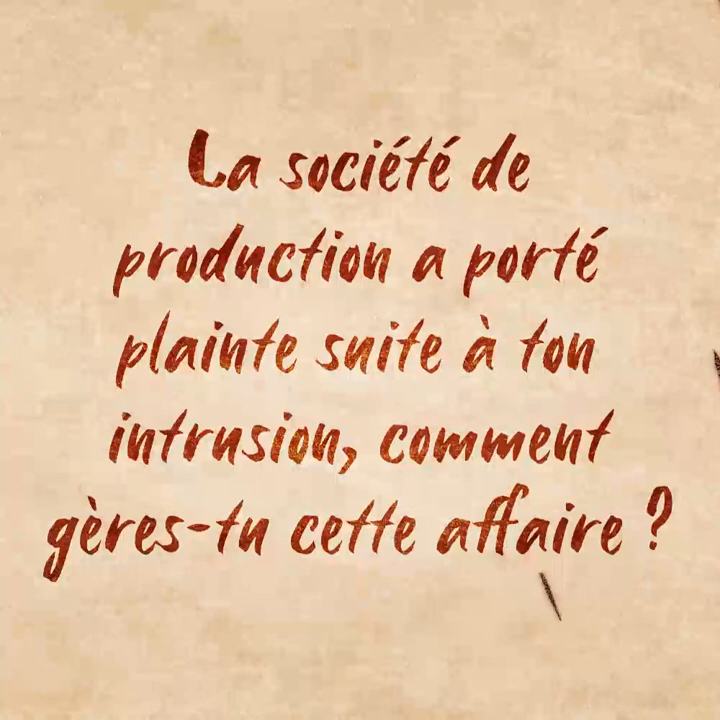 La société de
production a porté
plainte suite à ton
intrusion, comment
gères-tu cette affaire ?